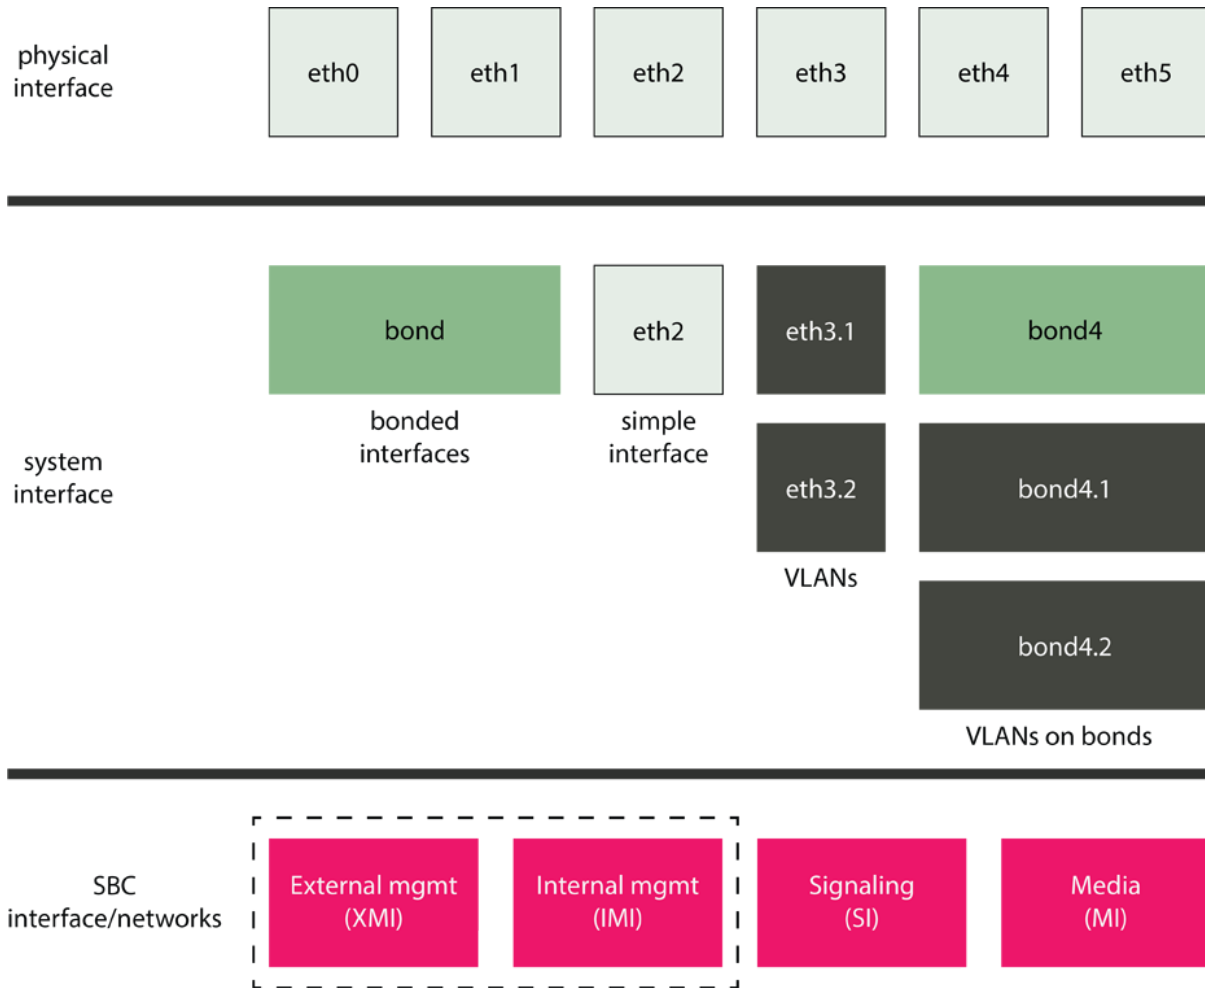 physical
interface
eth0
eth1
eth2
eth3
eth4
eth5
system
interface
bond
bonded
interfaces
eth2
simple
interface
eth3.1
eth3.2
VLANs
bond4
bond4.1
bond4.2
VLANs on bonds
SBC
interface/networks
External mgmt
(XMI)
Internal mgmt
(IMI)
Signaling
(SI)
Media
(MI)